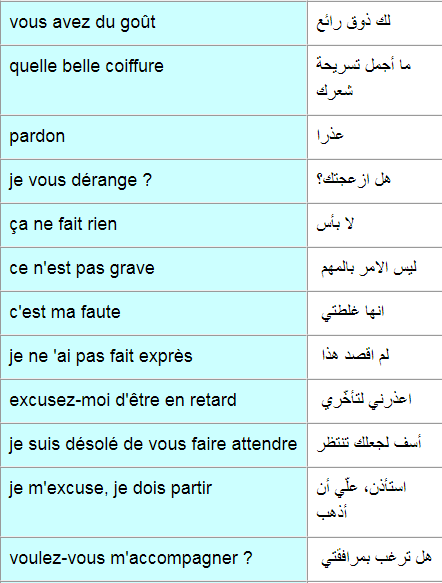 vous avez du goût
لك ذوق رائع
quelle belle coiffure
ما أجمل تسريحة
شعرك
pardon
عذرا
je vous dérange ?
هل ازعجتك؟
ça ne fait rien
لا بأس
ce n'est pas grave
ليس الامر بالمهم
c'est ma faute
انها غلطتي
je ne 'ai pas fait exprès
لم اقصد هذا
excusez-moi d'être en retard
اعذرني لتأخّري
je suis désolé de vous faire attendre
أسف لجعلك تنتظر
je m'excuse, je dois partir
استأذن، علّي أن
أذهب
voulez-vous m'accompagner ?
هل ترغب بمرافقتي